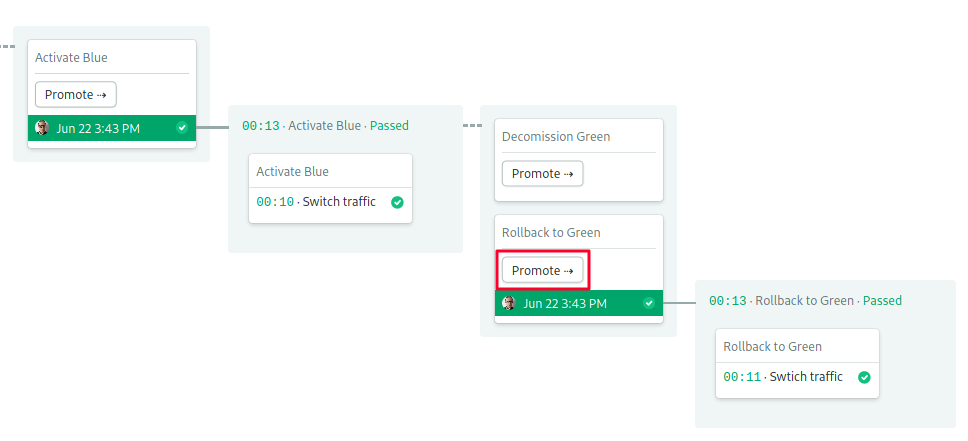 Activate Blue
Promote ⇢
Jun 22 3:43 PM
00:13 · Activate Blue · Passed
Activate Blue
00:10 · Switch traffic
Decomission Green
Promote ⇢
Rollback to Green
Promote ⇢
Jun 22 3:43 PM
00:13 · Rollback to Green · Passed
Rollback to Green
00:11 · Swtich traffic